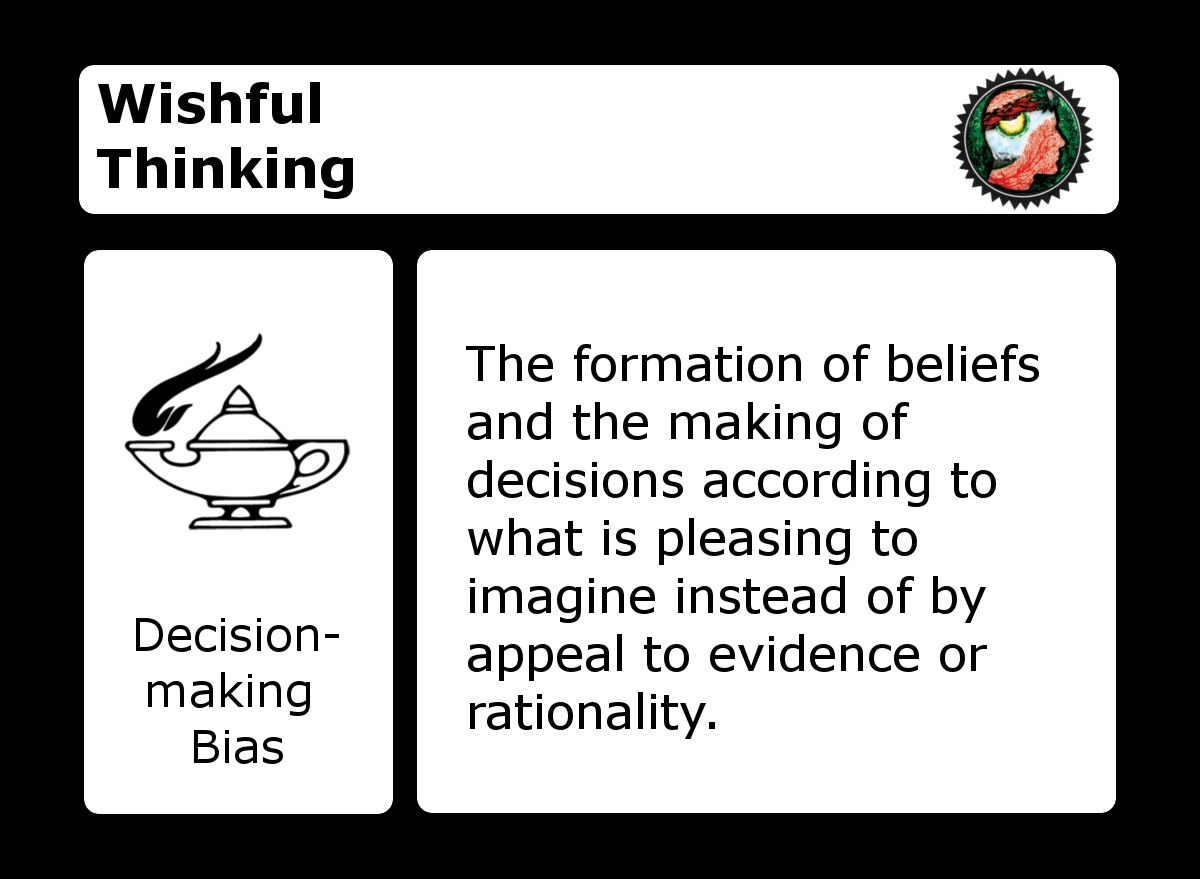 Wishful
Thinking
Decision-
making
Bias
The formation of beliefs
and the making of
decisions according to
what is pleasing to
imagine instead of by
appeal to evidence or
rationality.